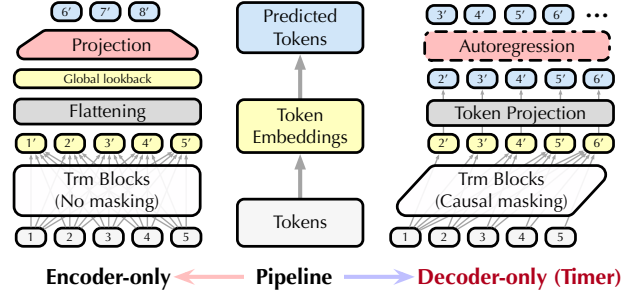 6′ 7′ 8′
Projection
Global lookback
Flattening
1′ 2′ 3′ 4′ 5′
Trm Blocks
(No masking)
1 2 3 4 5
Encoder-only
Predicted
Tokens
Token
Embeddings
Tokens
Pipeline
3′ 4′ 5′ 6′ •••
Autoregression
2′ 3′ 4′ 5′ 6′
Token Projection
2′ 3′ 4′ 5′ 6′
Trm Blocks
(Causal masking)
1 2 3 4 5
Decoder-only (Timer)